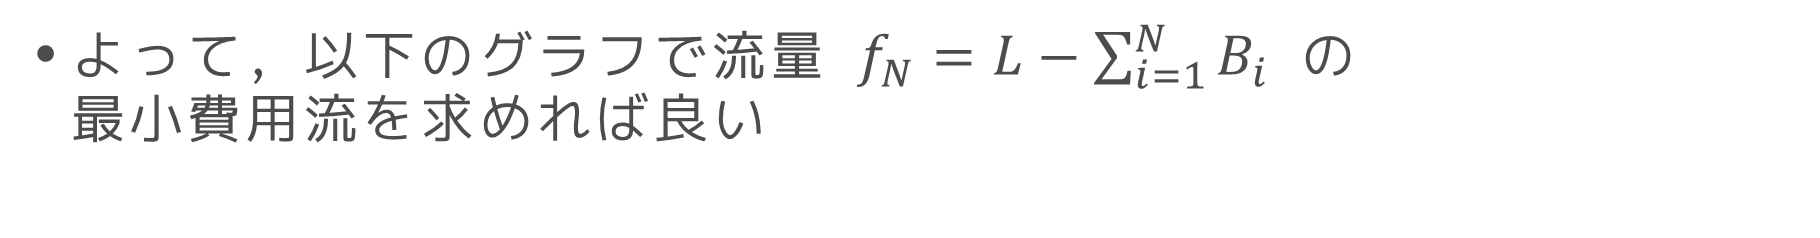 • よって，以下のグラフで流量 $f_N = L - \sum_{i=1}^{N} B_i$ の
最小費用流を求めれば良い